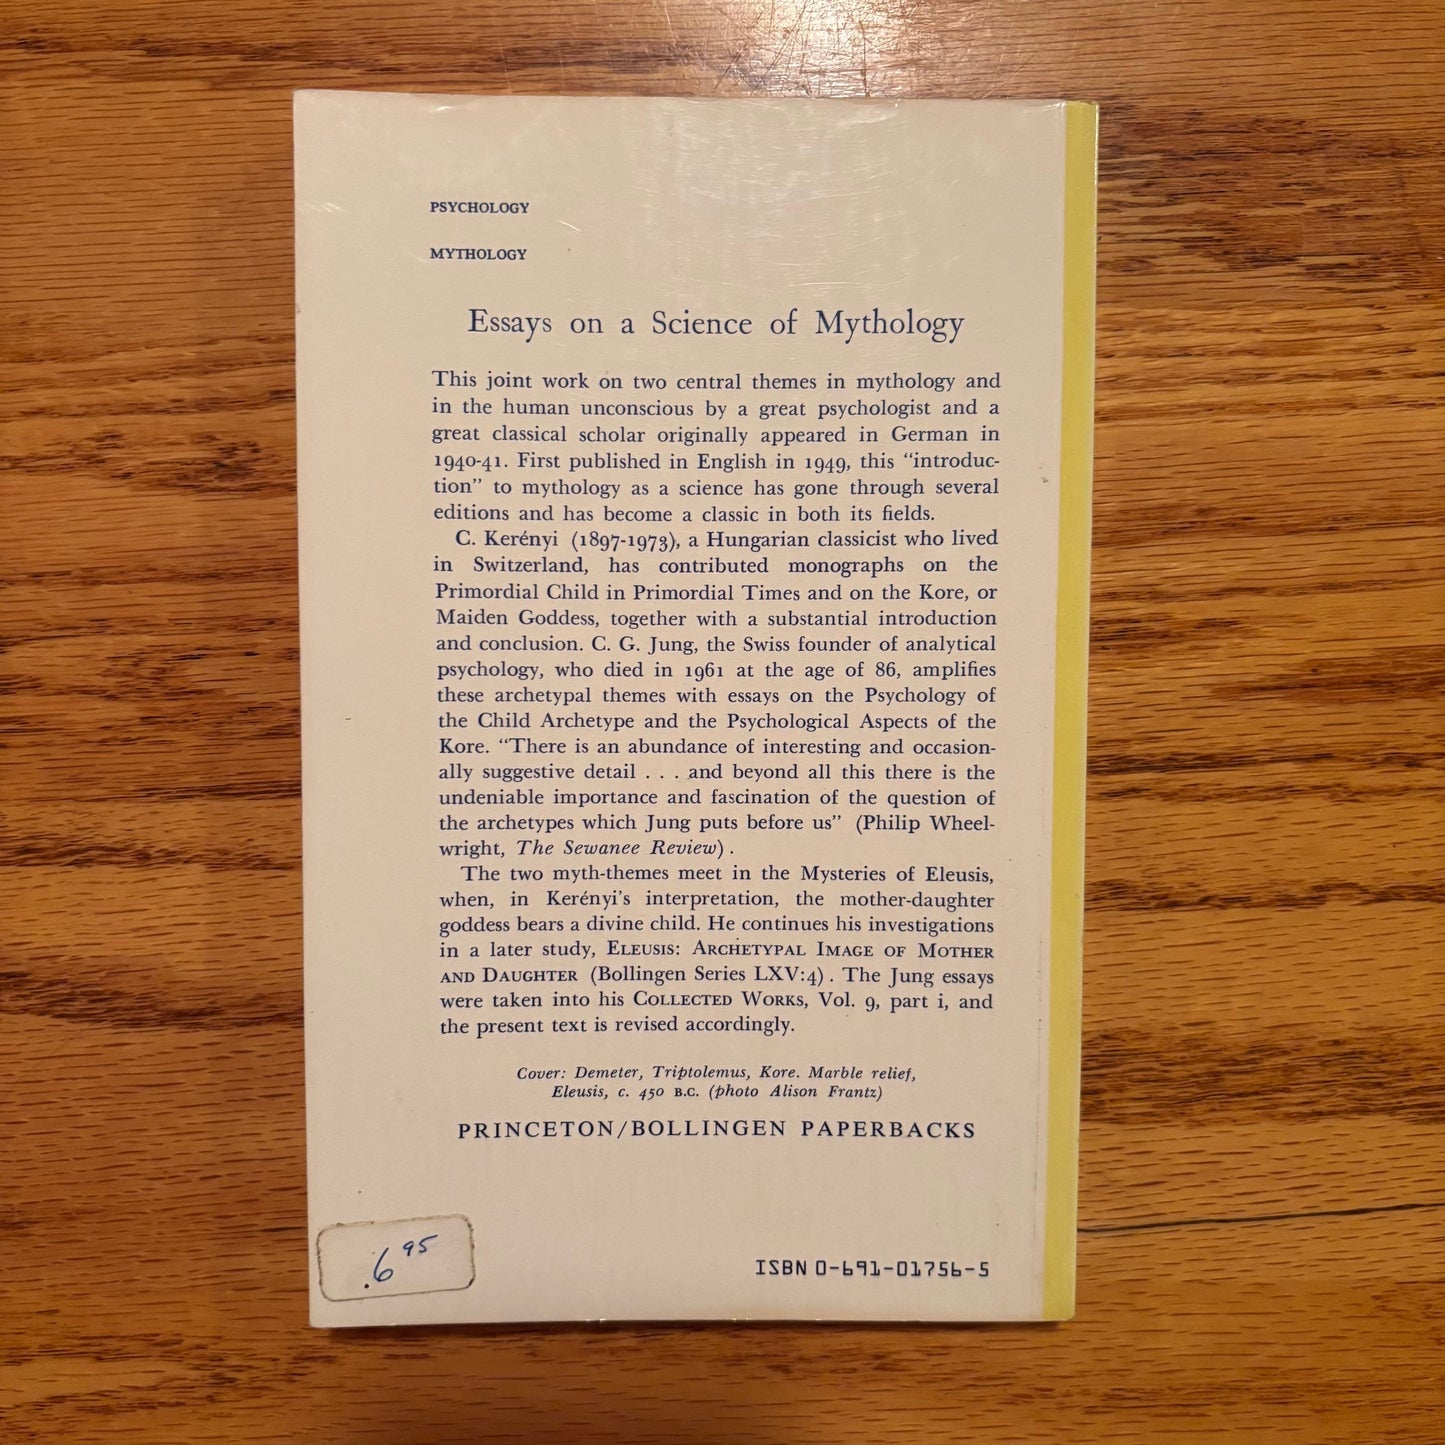 PSYCHOLOGY
MYTHOLOGY
Essays on a Science of Mythology
This joint work on two central themes in mythology and
in the human unconscious by a great psychologist and a
great classical scholar originally appeared in German in
1940-41. First published in English in 1949, this “introduc-
tion” to mythology as a science has gone through several
editions and has become a classic in both its fields.
C. Kerényi (1897-1973), a Hungarian classicist who lived
in Switzerland, has contributed monographs on the
Primordial Child in Primordial Times and on the Kore, or
Maiden Goddess, together with a substantial introduction
and conclusion. C. G. Jung, the Swiss founder of analytical
psychology, who died in 1961 at the age of 86, amplifies
these archetypal themes with essays on the Psychology of
the Child Archetype and the Psychological Aspects of the
Kore. “There is an abundance of interesting and occasion-
ally suggestive detail . . . and beyond all this there is the
undeniable importance and fascination of the question of
the archetypes which Jung puts before us” (Philip Wheel-
wright, The Sewanee Review).
The two myth-themes meet in the Mysteries of Eleusis,
when, in Kerényi’s interpretation, the mother-daughter
goddess bears a divine child. He continues his investigations
in a later study, ELEUSIS: ARCHETYPAL IMAGE OF MOTHER
AND DAUGHTER (Bollingen Series LXV:4). The Jung essays
were taken into his COLLECTED WORKS, Vol. 9, part i, and
the present text is revised accordingly.
Cover: Demeter, Triptolemus, Kore. Marble relief,
Eleusis, c. 450 B.C. (photo Alison Frantz)
PRINCETON/BOLLINGEN PAPERBACKS
.6 95
ISBN 0-691-01756-5